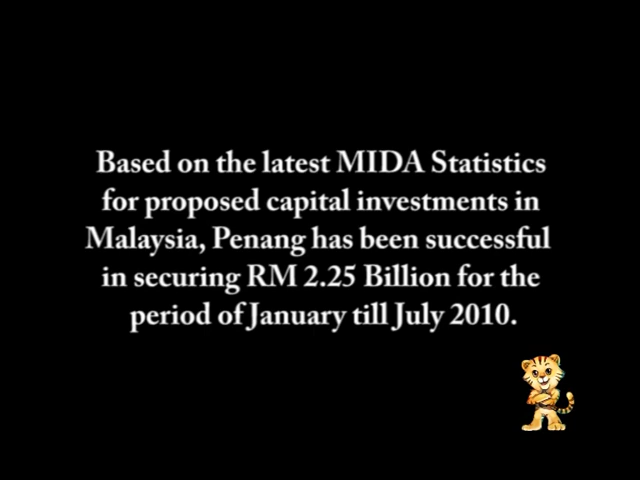 Based on the latest MIDA Statistics
for proposed capital investments in
Malaysia, Penang has been successful
in securing RM 2.25 Billion for the
period of January till July 2010.